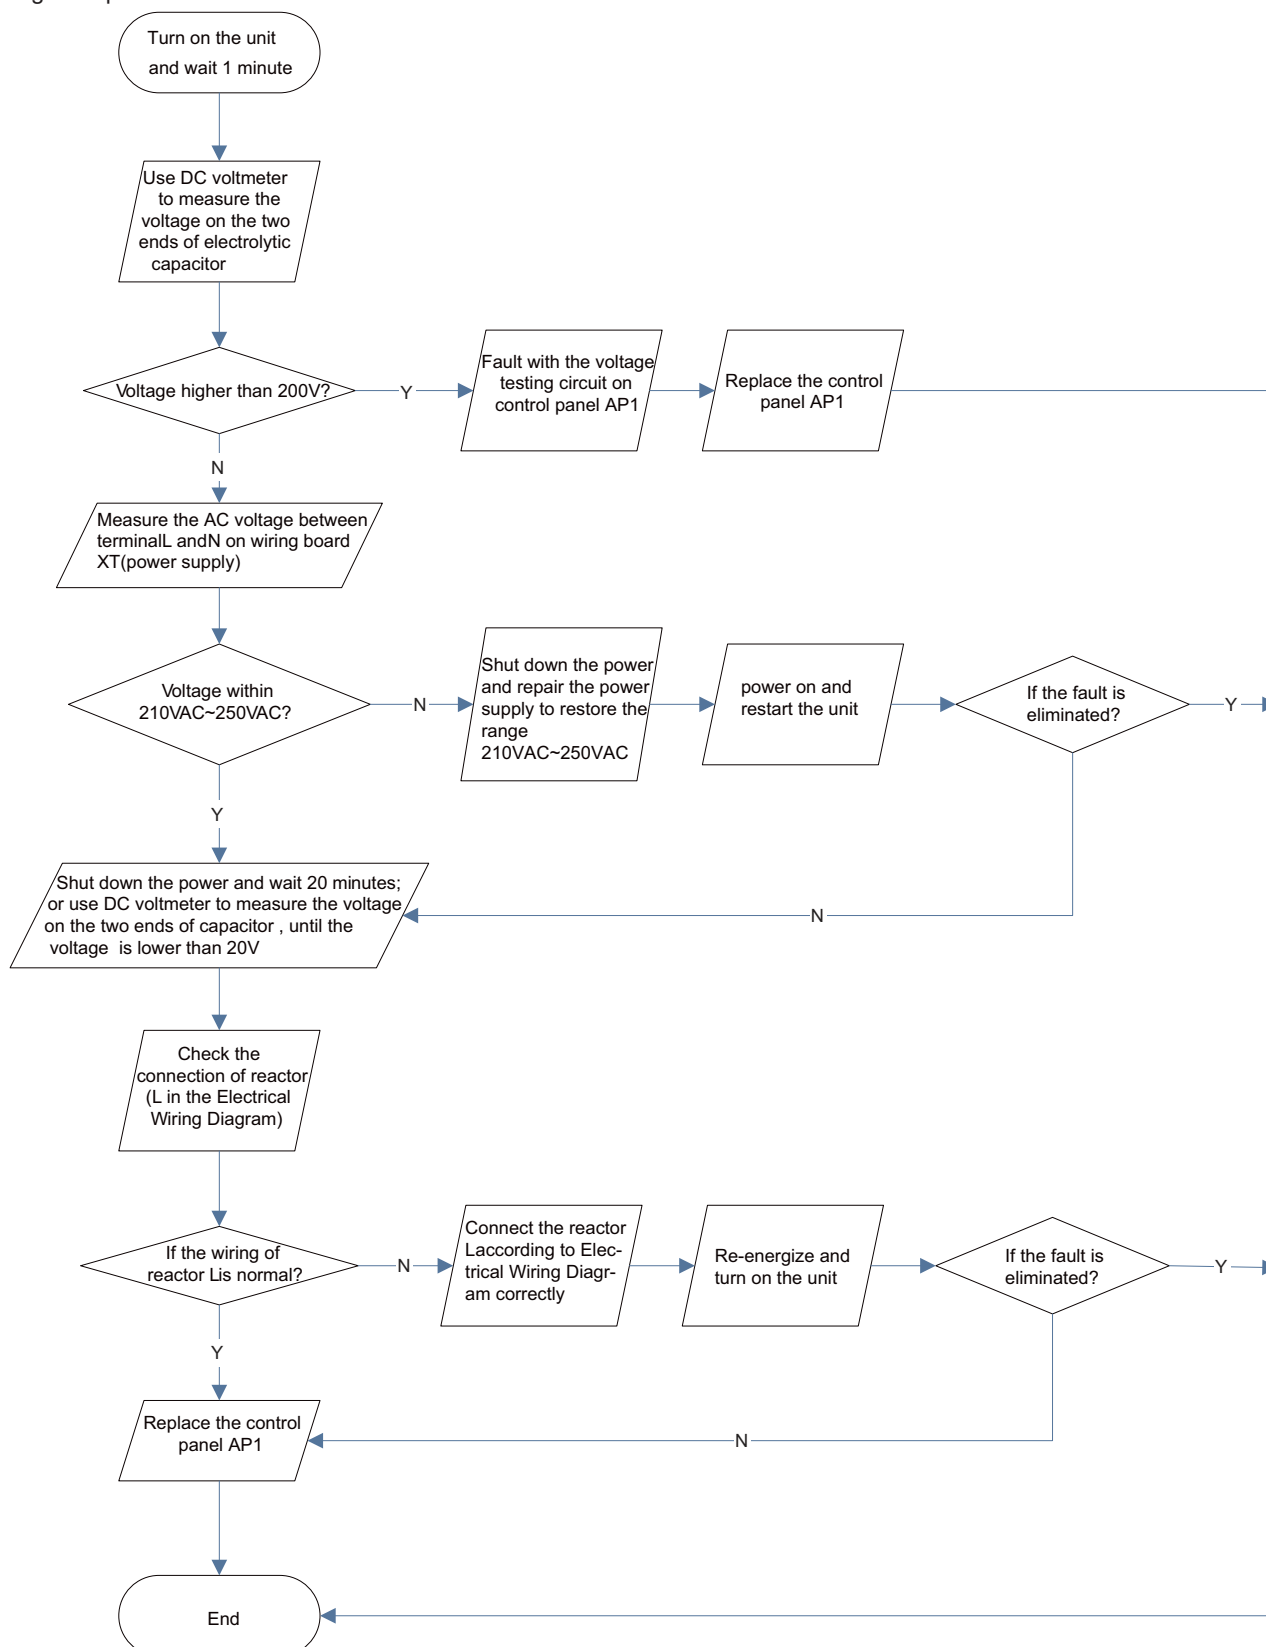 Turn on the unit
and wait 1 minute
Use DC voltmeter
to measure the
voltage on the two
ends of electrolytic
capacitor
Voltage higher than 200V?
Y
Fault with the voltage
testing circuit on
control panel AP1
Replace the control
panel AP1
N
Measure the AC voltage between
terminalL andN on wiring board
XT(power supply)
Voltage within
210VAC~250VAC?
N
Shut down the power
and repair the power
supply to restore the
range
210VAC~250VAC
power on and
restart the unit
If the fault is
eliminated?
Y
Y
Shut down the power and wait 20 minutes;
or use DC voltmeter to measure the voltage
on the two ends of capacitor , until the
voltage is lower than 20V
N
Check the
connection of reactor
(L in the Electrical
Wiring Diagram)
If the wiring of
reactor Lis normal?
N
Connect the reactor
Laccording to Elec-
trical Wiring Diagr-
am correctly
Re-energize and
turn on the unit
If the fault is
eliminated?
Y
Y
Replace the control
panel AP1
N
End